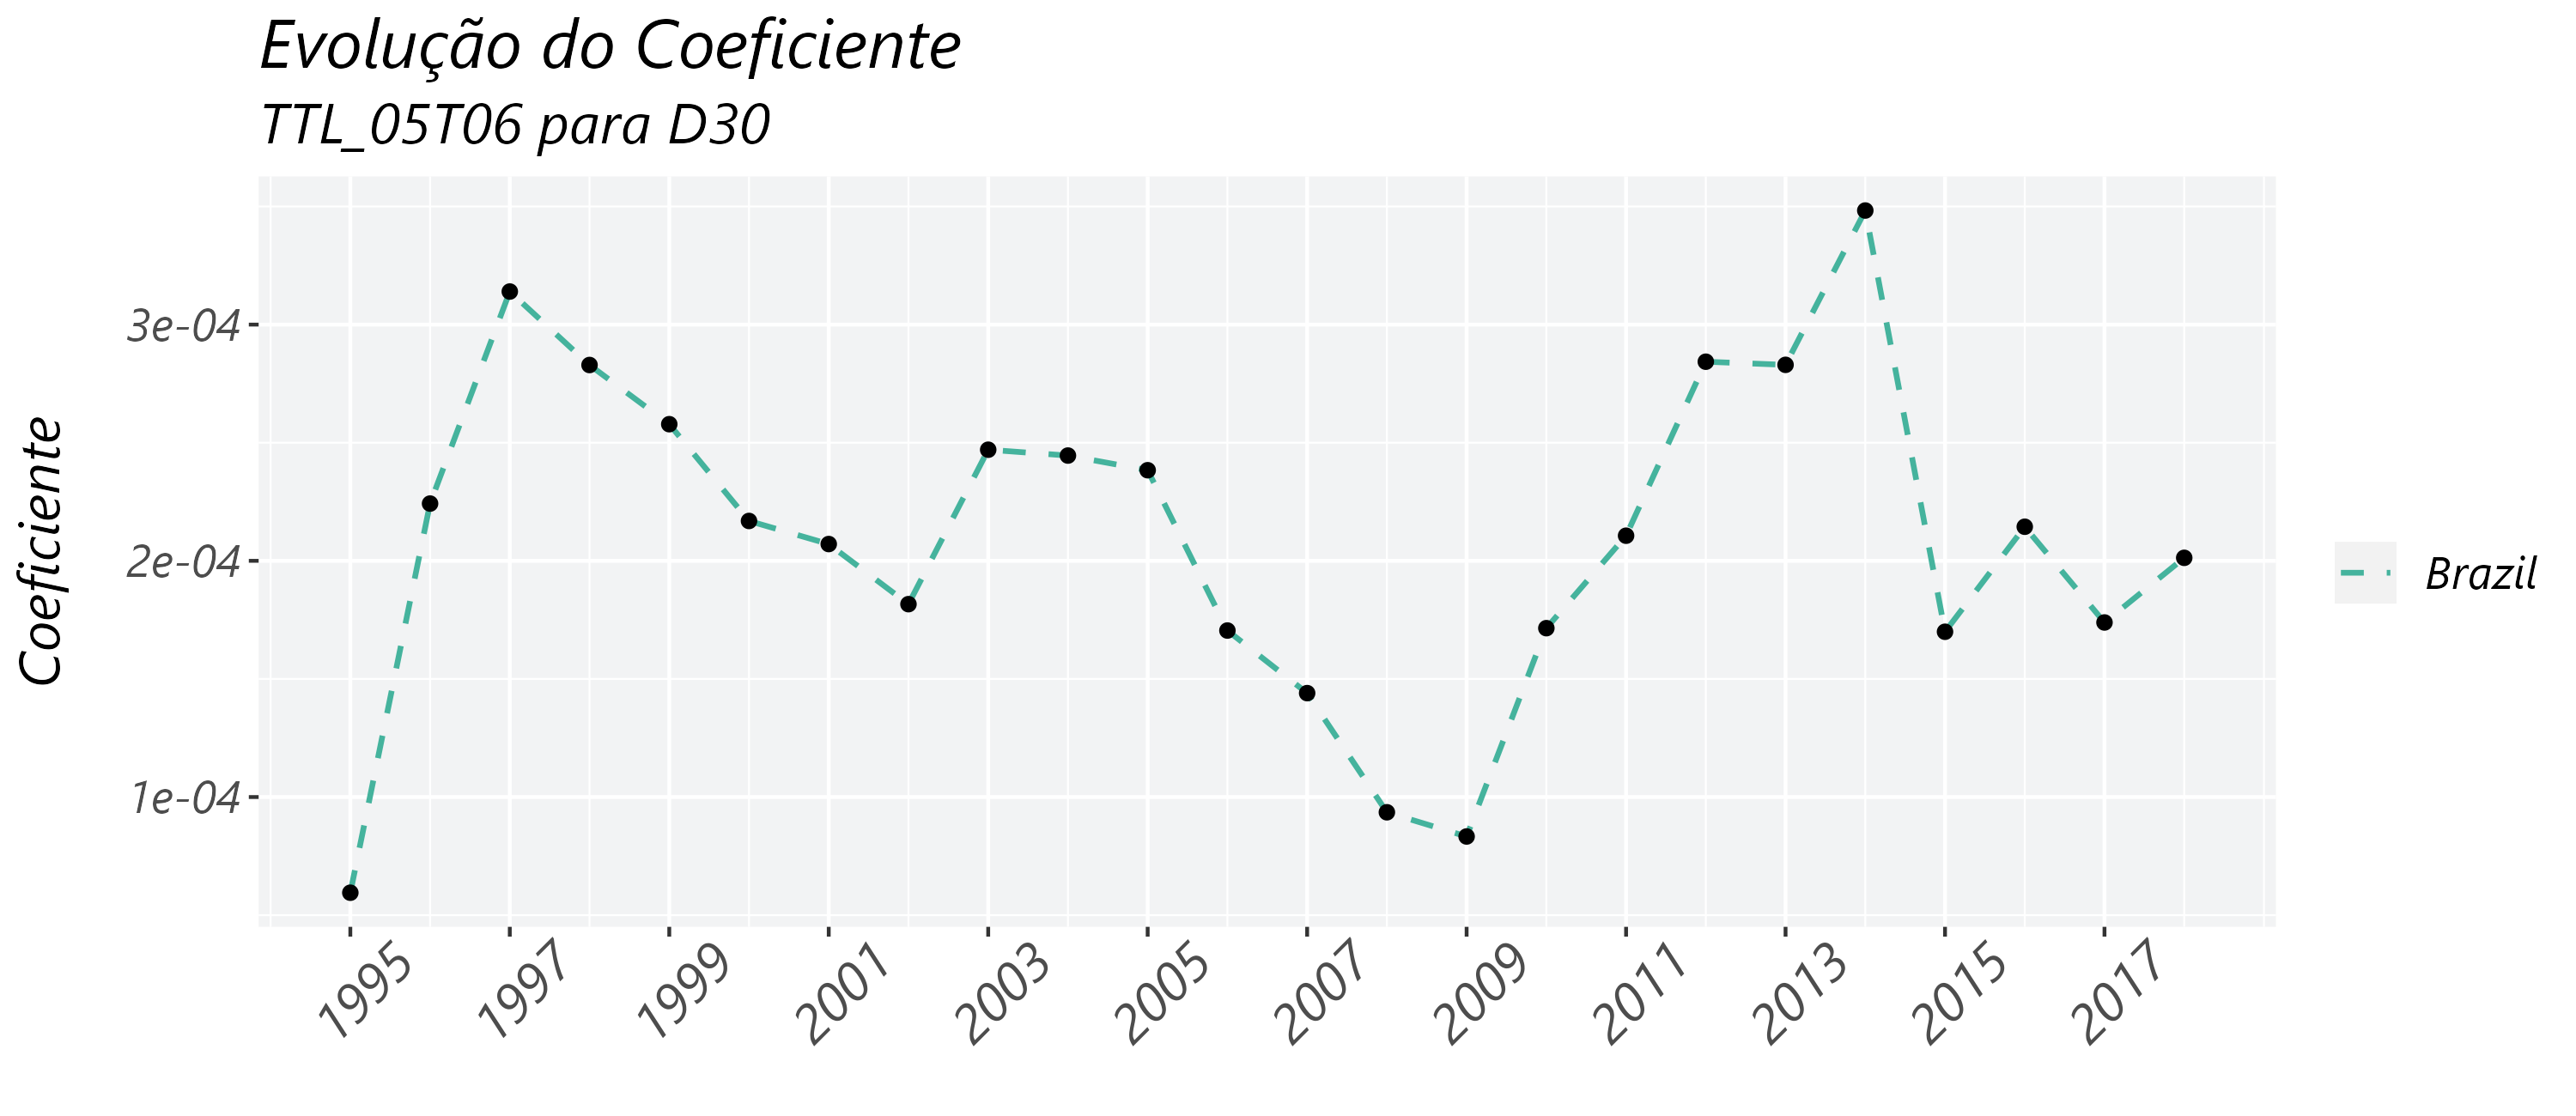 Evolução do Coeficiente
TTL_05T06 para D30
Coeficiente
3e-04
2e-04
1e-04
1995
1997
1999
2001
2003
2005
2007
2009
2011
2013
2015
2017
Brazil